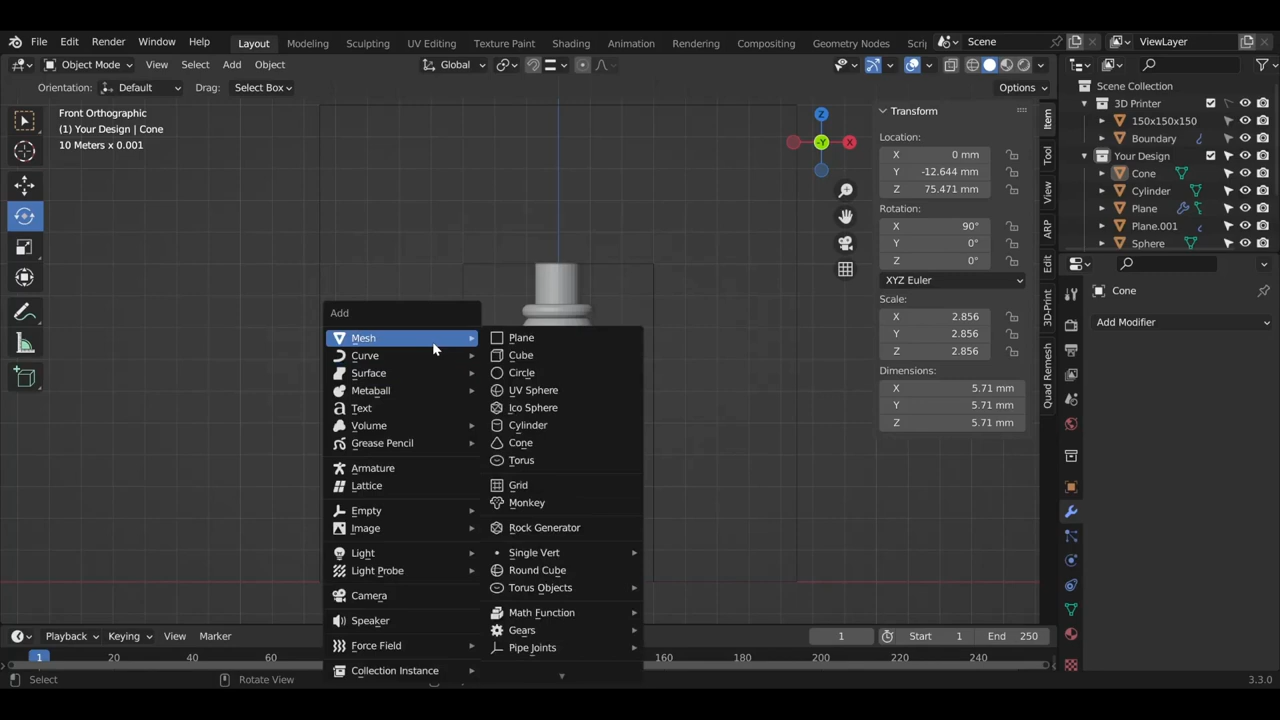 File Edit Render Window Help Layout Modeling Sculpting UV Editing Texture Paint Shading Animation Rendering Compositing Geometry Nodes Scrip Scene ViewLayer
Object Mode View Select Add Object Global
Orientation: Default Drag: Select Box Options
Front Orthographic
(1) Your Design | Cone
10 Meters x 0.001
Z
X
-Y
Transform
Location:
X 0 mm
Y -12.644 mm
Z 75.471 mm
Rotation:
X 90°
Y 0°
Z 0°
XYZ Euler
Scale:
X 2.856
Y 2.856
Z 2.856
Dimensions:
X 5.71 mm
Y 5.71 mm
Z 5.71 mm
Item
Tool
View
ARP
Edit
3D-Print
Quad Remesh
Scene Collection
3D Printer
150x150x150
Boundary
Your Design
Cone
Cylinder
Plane
Plane.001
Sphere
Cone
Add Modifier
Add
Mesh
Curve
Surface
Metaball
Text
Volume
Grease Pencil
Armature
Lattice
Empty
Image
Light
Light Probe
Camera
Speaker
Force Field
Collection Instance
Plane
Cube
Circle
UV Sphere
Ico Sphere
Cylinder
Cone
Torus
Grid
Monkey
Rock Generator
Single Vert
Round Cube
Torus Objects
Math Function
Gears
Pipe Joints
Playback Keying View Marker 1 Start 1 End 250
1 20 40 60 160 180 200 220 240
Select Rotate View 3.3.0